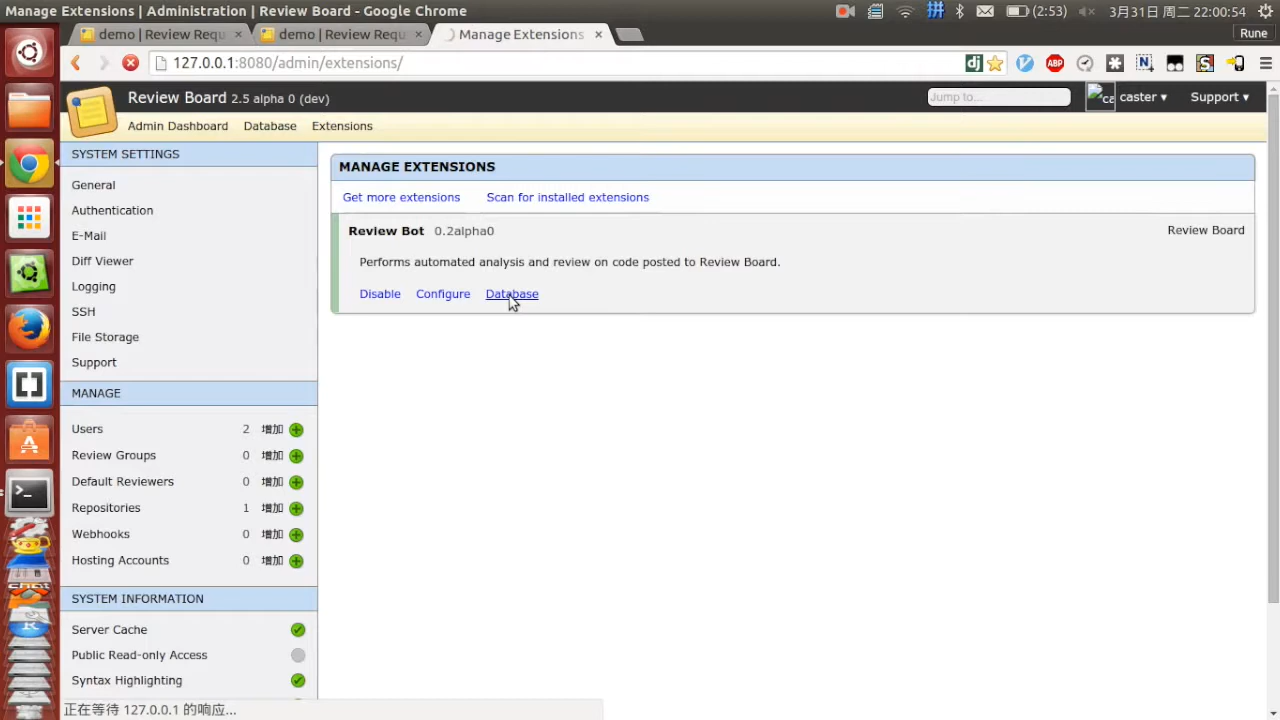 Manage Extensions | Administration | Review Board - Google Chrome
(2:53) 3月31日 周二 22:00:54
demo | Review Requ × demo | Review Requ × Manage Extensions × Rune
127.0.0.1:8080/admin/extensions/
Review Board 2.5 alpha 0 (dev) Jump to... ca caster ▾ Support ▾
Admin Dashboard Database Extensions
SYSTEM SETTINGS
General
Authentication
E-Mail
Diff Viewer
Logging
SSH
File Storage
Support
MANAGE
Users 2 增加
Review Groups 0 增加
Default Reviewers 0 增加
Repositories 1 增加
Webhooks 0 增加
Hosting Accounts 0 增加
SYSTEM INFORMATION
Server Cache
Public Read-only Access
Syntax Highlighting
MANAGE EXTENSIONS
Get more extensions Scan for installed extensions
Review Bot 0.2alpha0 Review Board
Performs automated analysis and review on code posted to Review Board.
Disable Configure Database
正在等待 127.0.0.1 的响应...